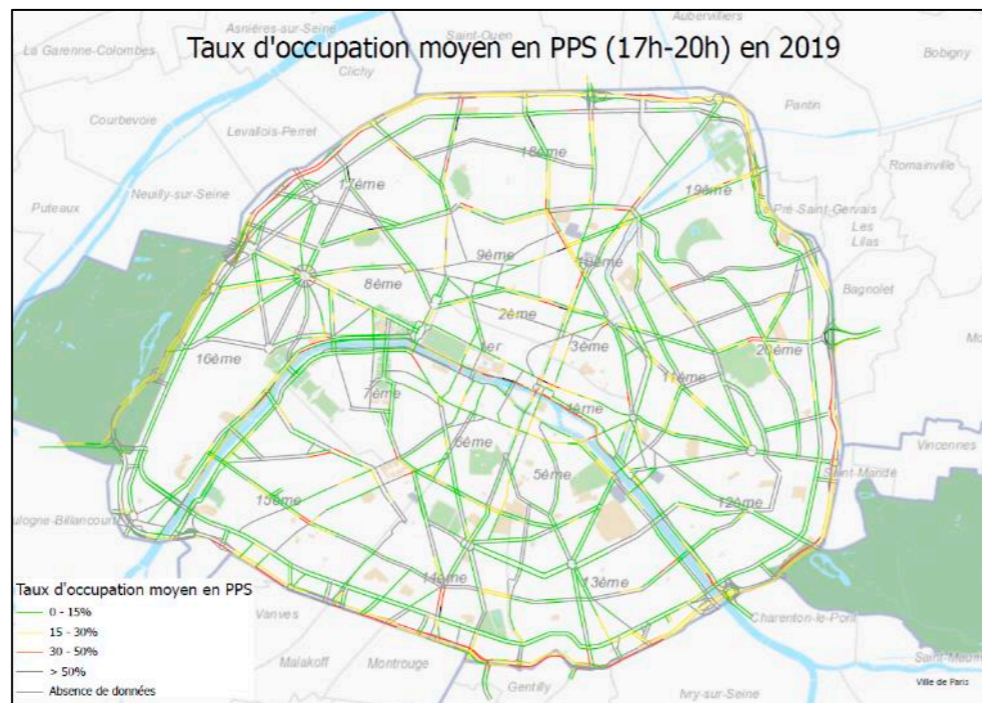 Asnières-sur-Seine
Aubervilliers
Saint-Ouen
La Garenne-Colombes
Taux d'occupation moyen en PPS (17h-20h) en 2019
Bobigny
Clichy
Pantin
Courbevoie
Levallois-Perret
18ème
Romainville
17ème
19ème
Neuilly-sur-Seine
Puteaux
Pré-Saint-Gervais
Les
Lilas
9ème
10ème
8ème
Bagnolet
2ème
1er
3ème
20ème
16ème
11ème
7ème
4ème
6ème
Vincennes
5ème
Saint-Mandé
15ème
12ème
14ème
13ème
Taux d'occupation moyen en PPS
0 - 15%
15 - 30%
30 - 50%
> 50%
Absence de données
Vanves
Charenton-le-Pont
Malakoff
Montrouge
Gentilly
Ivry-sur-Seine
Ville de Paris